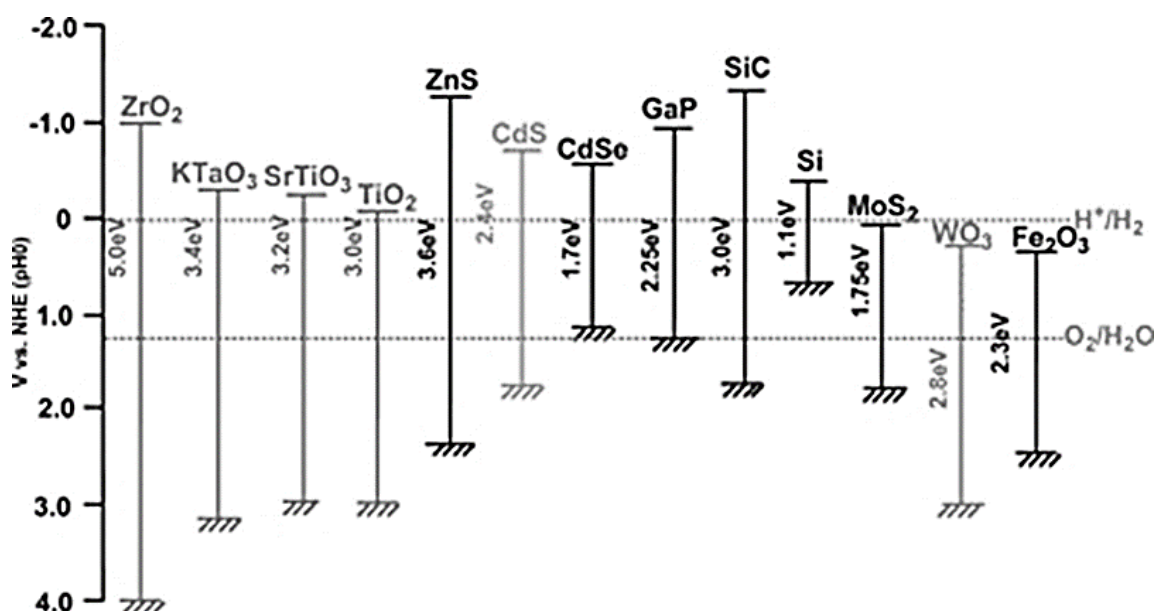 -2.0
-1.0
0
1.0
2.0
3.0
4.0
V vs. NHE (pH0)
ZrO₂
5.0eV
KTaO₃
3.4eV
SrTiO₃
3.2eV
TiO₂
3.0eV
ZnS
3.6eV
CdS
2.4eV
CdSe
1.7eV
GaP
2.25eV
SiC
3.0eV
Si
1.1eV
MoS₂
1.75eV
WO₃
2.8eV
Fe₂O₃
2.3eV
H⁺/H₂
O₂/H₂O